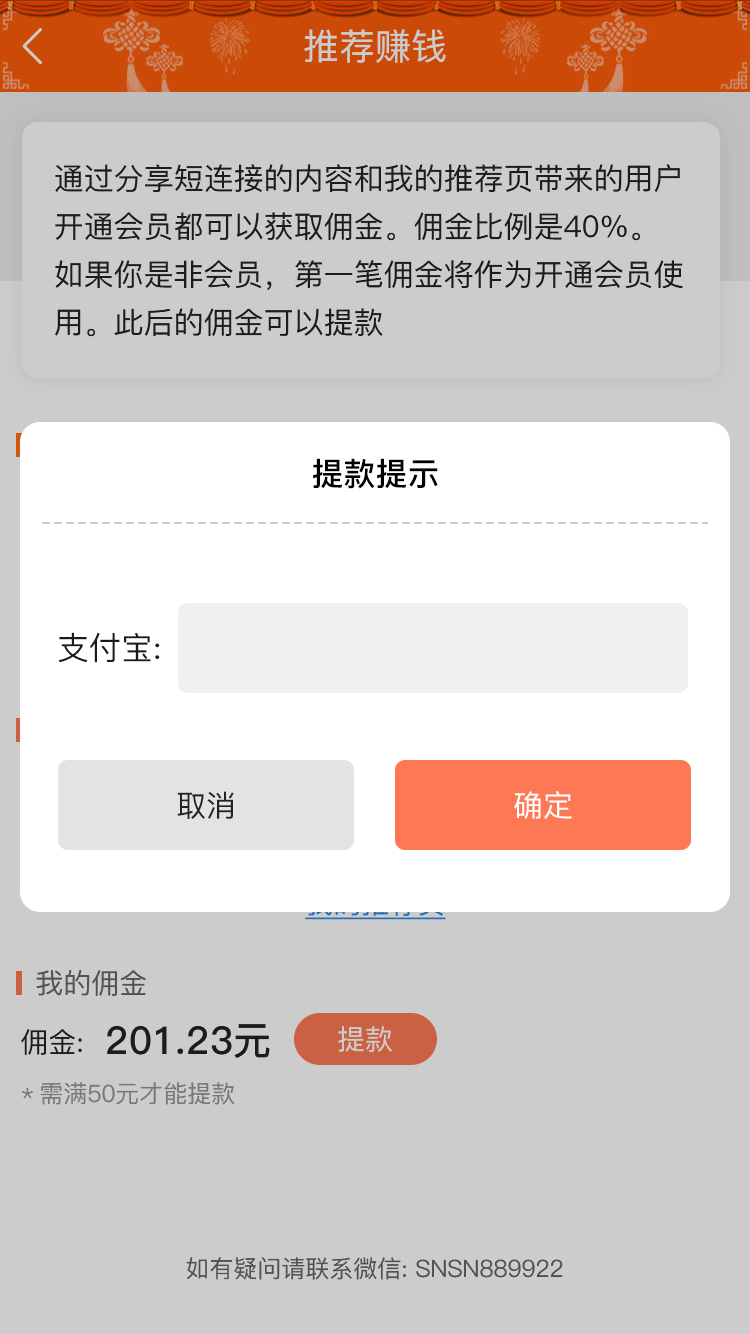 推荐赚钱
通过分享短连接的内容和我的推荐页带来的用户
开通会员都可以获取佣金。佣金比例是40%。
如果你是非会员，第一笔佣金将作为开通会员使
用。此后的佣金可以提款
提款提示
支付宝:
取消
确定
我的佣金
佣金: 201.23元 提款
* 需满50元才能提款
如有疑问请联系微信: SNSN889922